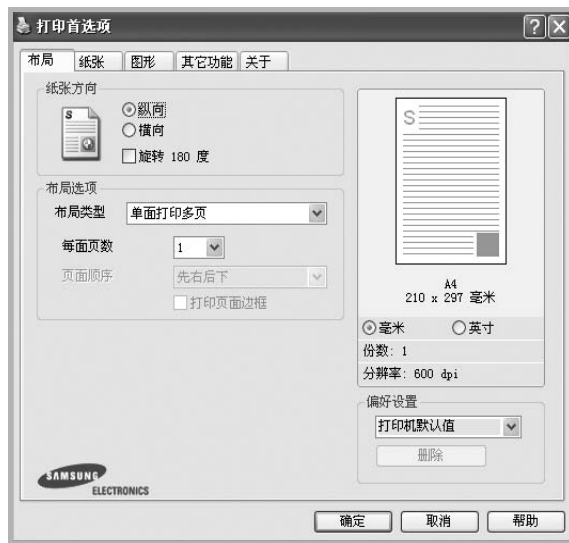 打印首选项
布局 纸张 图形 其它功能 关于
纸张方向
S
纵向
横向
旋转 180 度
布局选项
布局类型 单面打印多页
每面页数 1
页面顺序 先右后下
打印页面边框
S
A4
210 x 297 毫米
毫米 英寸
份数: 1
分辨率: 600 dpi
偏好设置
打印机默认值
删除
SAMSUNG
ELECTRONICS
确定 取消 帮助